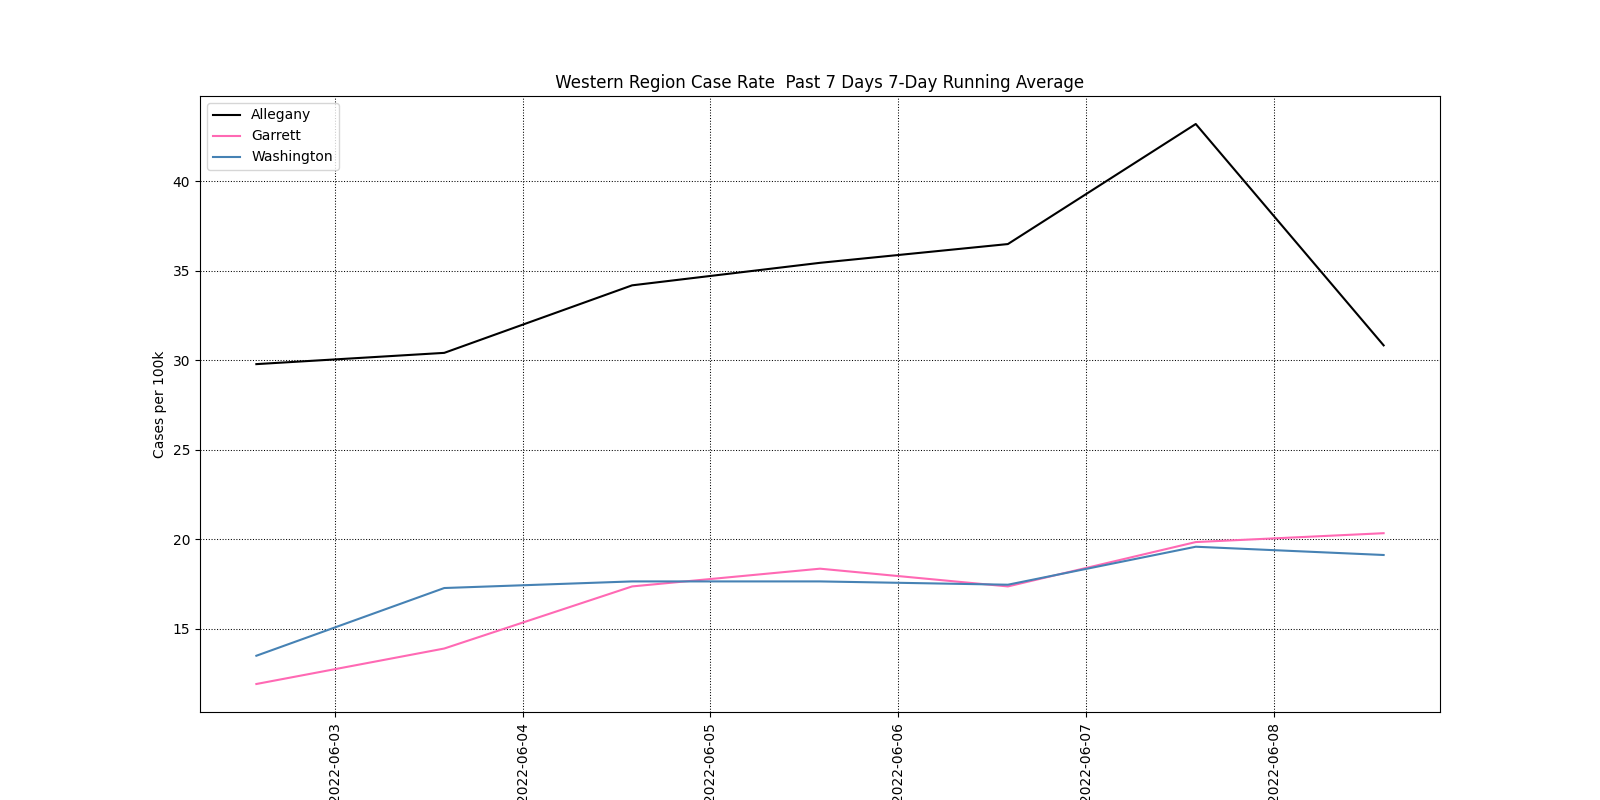 Western Region Case Rate  Past 7 Days 7-Day Running Average
Allegany
Garrett
Washington
40
35
30
25
20
15
Cases per 100k
2022-06-03
2022-06-04
2022-06-05
2022-06-06
2022-06-07
2022-06-08